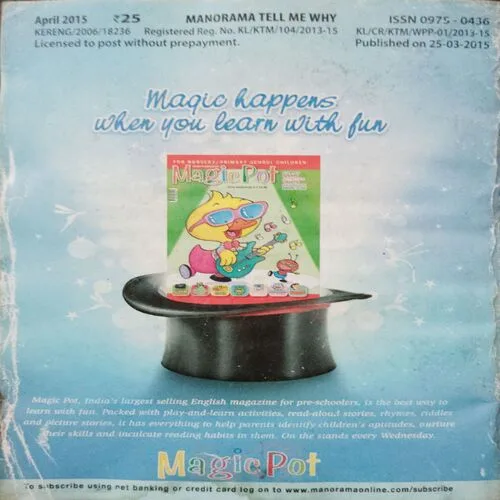 April 2015 ₹25 MANORAMA TELL ME WHY ISSN 0975 - 0436
KERENG/2006/18236 Registered Reg. No. KL/KTM/104/2013-15 KL/CR/KTM/WPP-01/2013-15
Licensed to post without prepayment. Published on 25-03-2015
Magic happens
when you learn with fun
FOR NURSERY/PRIMARY SCHOOL CHILDREN
MagicPot
Magic Pot, India's largest selling English magazine for pre-schoolers, is the best way to
learn with fun. Packed with play-and-learn activities, read-aloud stories, rhymes, riddles
and picture stories, it has everything to help parents identify children's aptitudes, nurture
their skills and inculcate reading habits in them. On the stands every Wednesday.
MagicPot
To subscribe using net banking or credit card log on to www.manoramaonline.com/subscribe